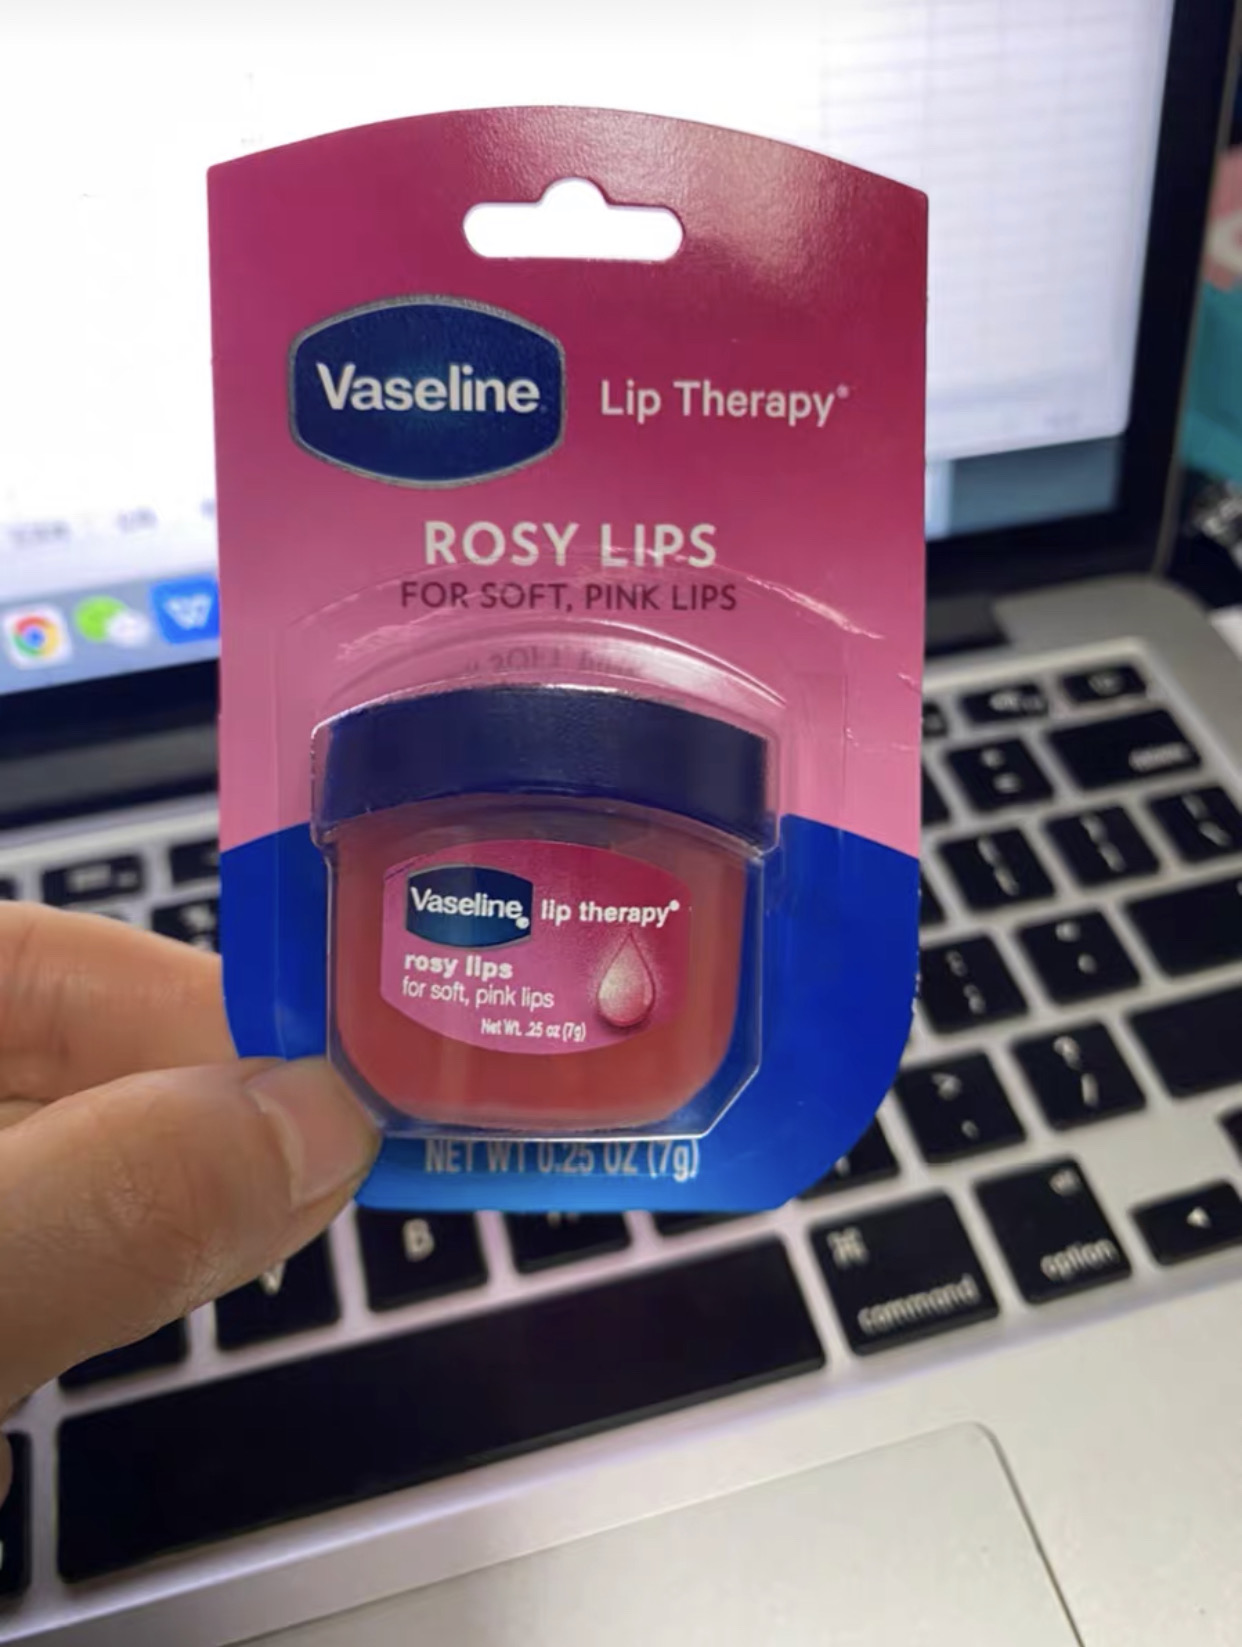 Vaseline Lip Therapy®
ROSY LIPS
FOR SOFT, PINK LIPS
Vaseline® lip therapy®
rosy lips
for soft, pink lips
Net Wt. .25 oz (7g)
NET WT 0.25 OZ (7g)
B
command
option